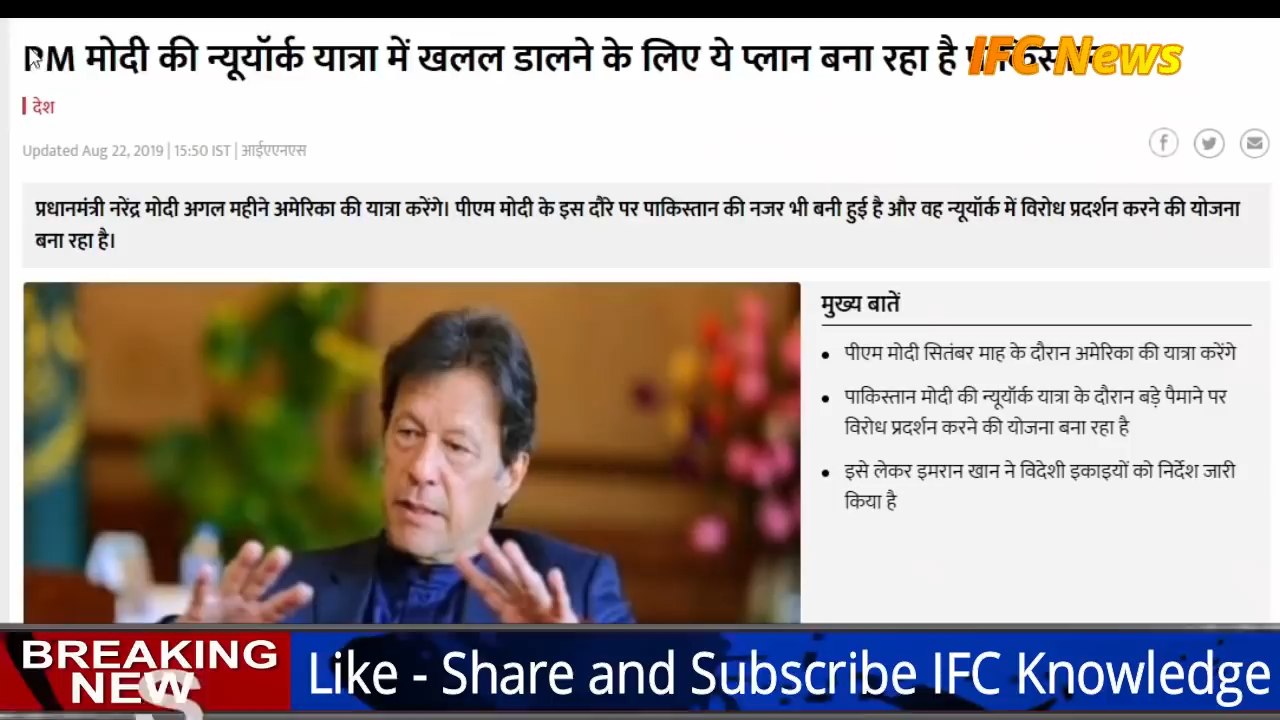 PM मोदी की न्यूयॉर्क यात्रा में खलल डालने के लिए ये प्लान बना रहा है
IFC News
देश
Updated Aug 22, 2019 | 15:50 IST | आईएएनएस
प्रधानमंत्री नरेंद्र मोदी अगल महीने अमेरिका की यात्रा करेंगे। पीएम मोदी के इस दौरे पर पाकिस्तान की नजर भी बनी हुई है और वह न्यूयॉर्क में विरोध प्रदर्शन करने की योजना
बना रहा है।
मुख्य बातें
पीएम मोदी सितंबर माह के दौरान अमेरिका की यात्रा करेंगे
पाकिस्तान मोदी की न्यूयॉर्क यात्रा के दौरान बड़े पैमाने पर
विरोध प्रदर्शन करने की योजना बना रहा है
इसे लेकर इमरान खान ने विदेशी इकाइयों को निर्देश जारी
किया है
BREAKING
NEW
S
Like - Share and Subscribe IFC Knowledge